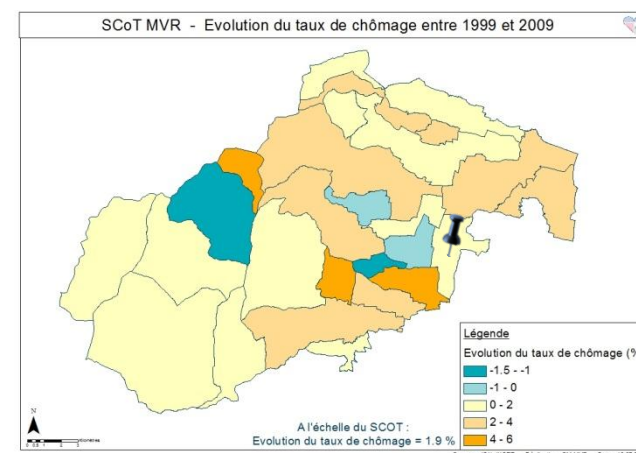 SCoT MVR - Evolution du taux de chômage entre 1999 et 2009
Légende
Evolution du taux de chômage (%
-1.5 - -1
-1 - 0
0 - 2
2 - 4
4 - 6
N
A l'échelle du SCOT :
Evolution du taux de chômage = 1.9 %